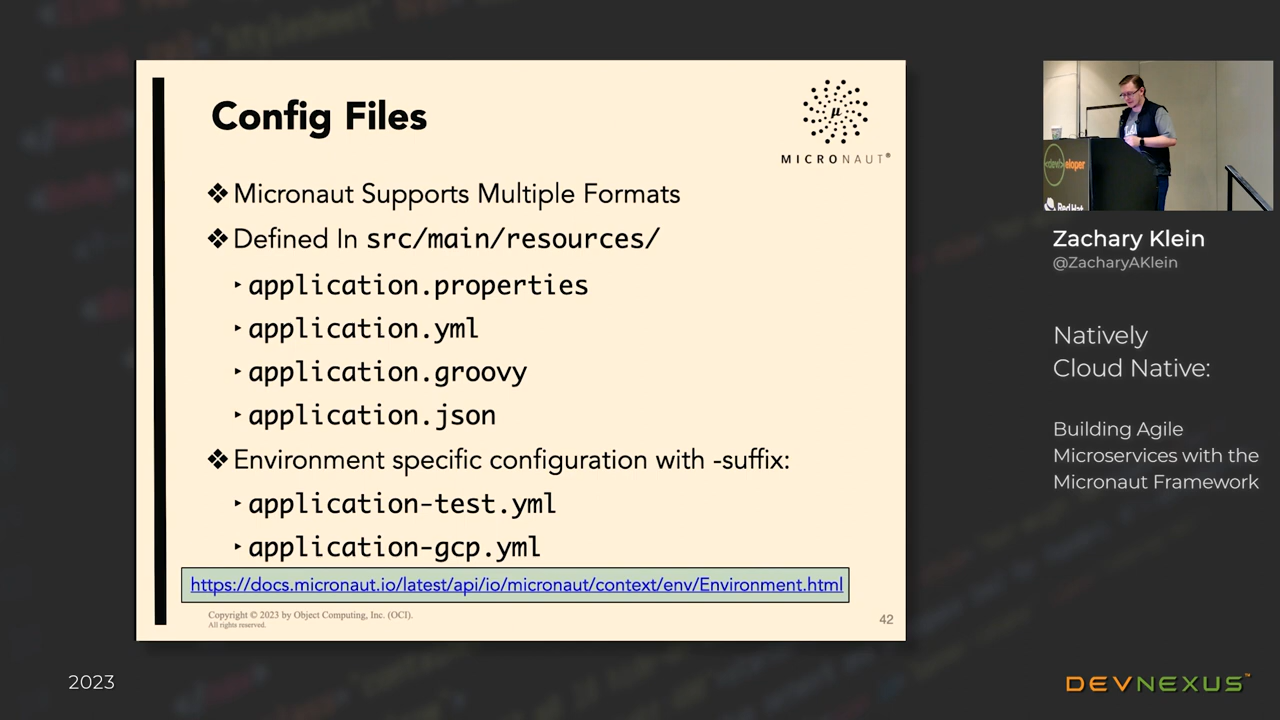 Config Files
µ
MICRONAUT®
❖ Micronaut Supports Multiple Formats
❖ Defined In src/main/resources/
‣ application.properties
‣ application.yml
‣ application.groovy
‣ application.json
❖ Environment specific configuration with -suffix:
‣ application-test.yml
‣ application-gcp.yml
https://docs.micronaut.io/latest/api/io/micronaut/context/env/Environment.html
Copyright © 2023 by Object Computing, Inc. (OCI).
All rights reserved.
42
Red Hat
Zachary Klein
@ZacharyAKlein
Natively
Cloud Native:
Building Agile
Microservices with the
Micronaut Framework
2023
DEVNEXUS™